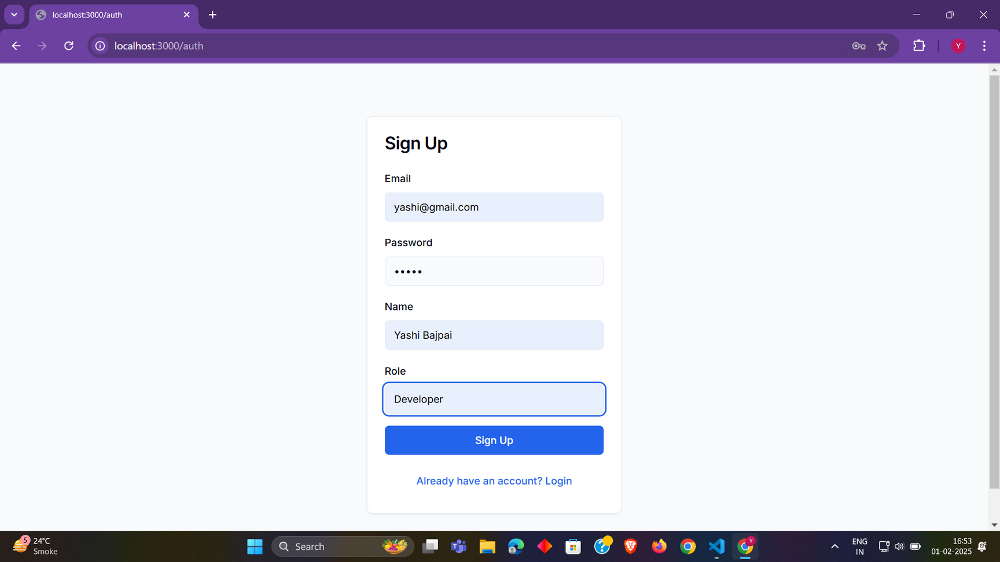 localhost:3000/auth
localhost:3000/auth
Y
Sign Up
Email
yashi@gmail.com
Password
•••••
Name
Yashi Bajpai
Role
Developer
Sign Up
Already have an account? Login
5
24°C
Smoke
Search
T
Y
ENG
IN
16:53
01-02-2025